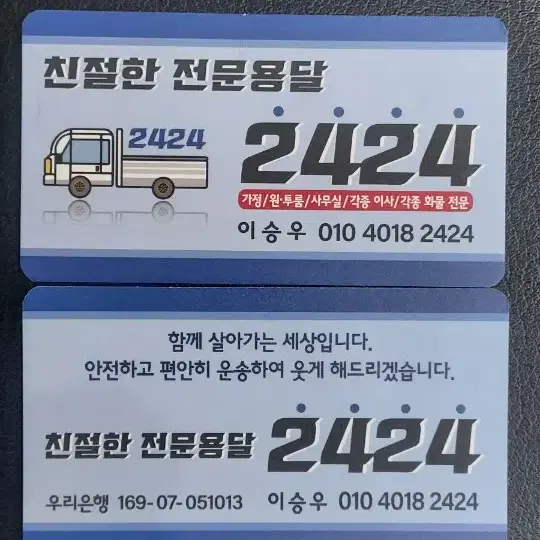 친절한 전문용달
2424
2424
가정/원·투룸/사무실/각종 이사/각종 화물 전문
이승우 010 4018 2424
함께 살아가는 세상입니다.
안전하고 편안히 운송하여 웃게 해드리겠습니다.
친절한 전문용달 2424
우리은행 169-07-051013 이승우 010 4018 2424